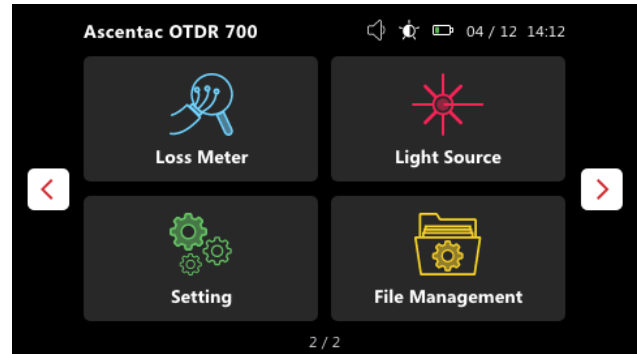 Ascentac OTDR 700 04 / 12 14:12
Loss Meter
Light Source
Setting
File Management
2 / 2